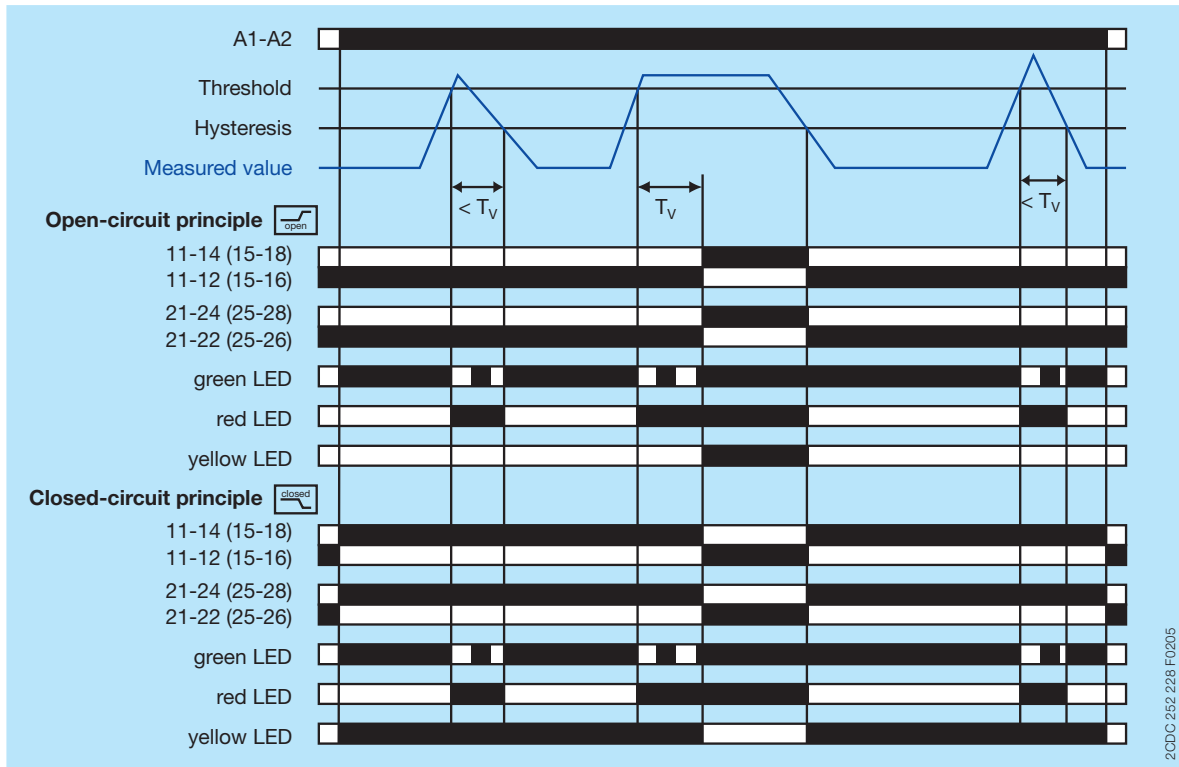 A1-A2
Threshold
Hysteresis
Measured value
< TV
TV
< TV
Open-circuit principle open
11-14 (15-18)
11-12 (15-16)
21-24 (25-28)
21-22 (25-26)
green LED
red LED
yellow LED
Closed-circuit principle closed
11-14 (15-18)
11-12 (15-16)
21-24 (25-28)
21-22 (25-26)
green LED
red LED
yellow LED
2CDC 252 228 F0205